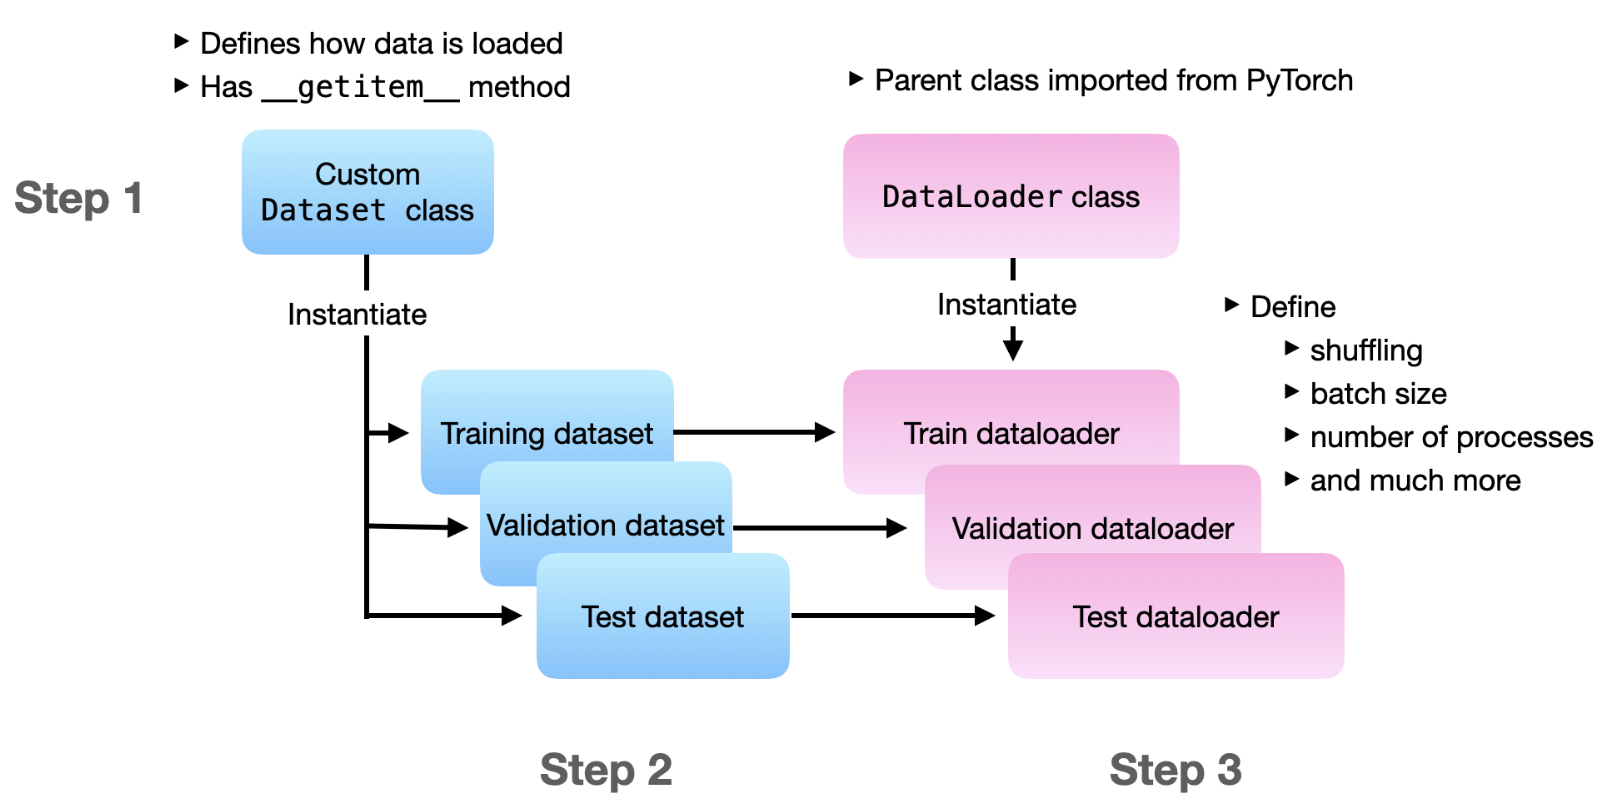 ▶ Defines how data is loaded
▶ Has __getitem__ method
▶ Parent class imported from PyTorch
Step 1
Custom
Dataset class
DataLoader class
Instantiate
Instantiate
▶ Define
▶ shuffling
▶ batch size
▶ number of processes
▶ and much more
Training dataset
Train dataloader
Validation dataset
Validation dataloader
Test dataset
Test dataloader
Step 2
Step 3